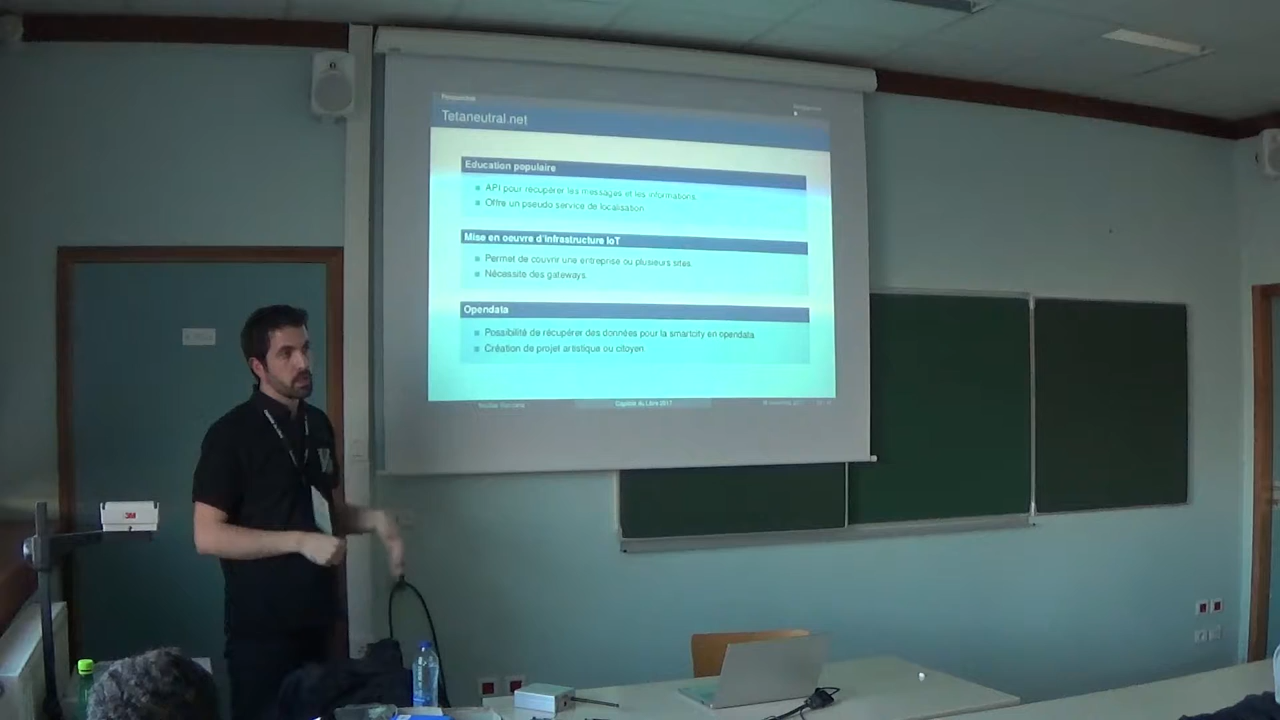 Tetaneutral.net
Education populaire
API pour récupérer les messages et les informations
Offre un pseudo service de localisation
Mise en oeuvre d'infrastructure IoT
Permet de couvrir une entreprise ou plusieurs sites
Nécessite des gateways
Opendata
Possibilité de récupérer des données pour la smartcity en opendata
Création de projet artistique ou citoyen
Capitole du Libre 2017
3M